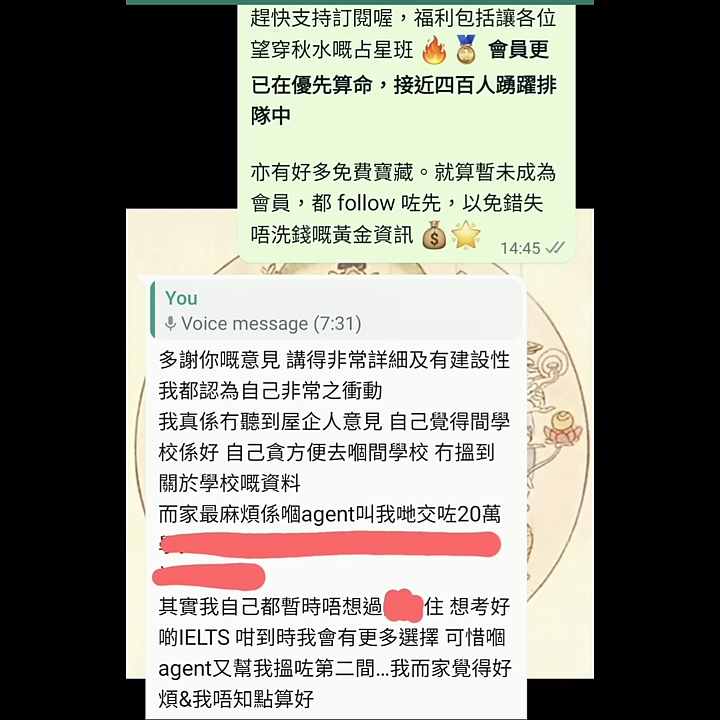 趕快支持訂閱喔，福利包括讓各位
望穿秋水嘅占星班 🔥🏅 會員更
已在優先算命，接近四百人踴躍排
隊中
亦有好多免費寶藏。就算暫未成為
會員，都 follow 咗先，以免錯失
唔洗錢嘅黃金資訊 💰🌟 14:45
You
Voice message (7:31)
多謝你嘅意見 講得非常詳細及有建設性
我都認為自己非常之衝動
我真係冇聽到屋企人意見 自己覺得間學
校係好 自己貪方便去嗰間學校 冇搵到
關於學校嘅資料
而家最麻煩係嗰agent叫我哋交咗20萬
其實我自己都暫時唔想過 住 想考好
啲IELTS 咁到時我會有更多選擇 可惜嗰
agent又幫我搵咗第二間...我而家覺得好
煩&我唔知點算好